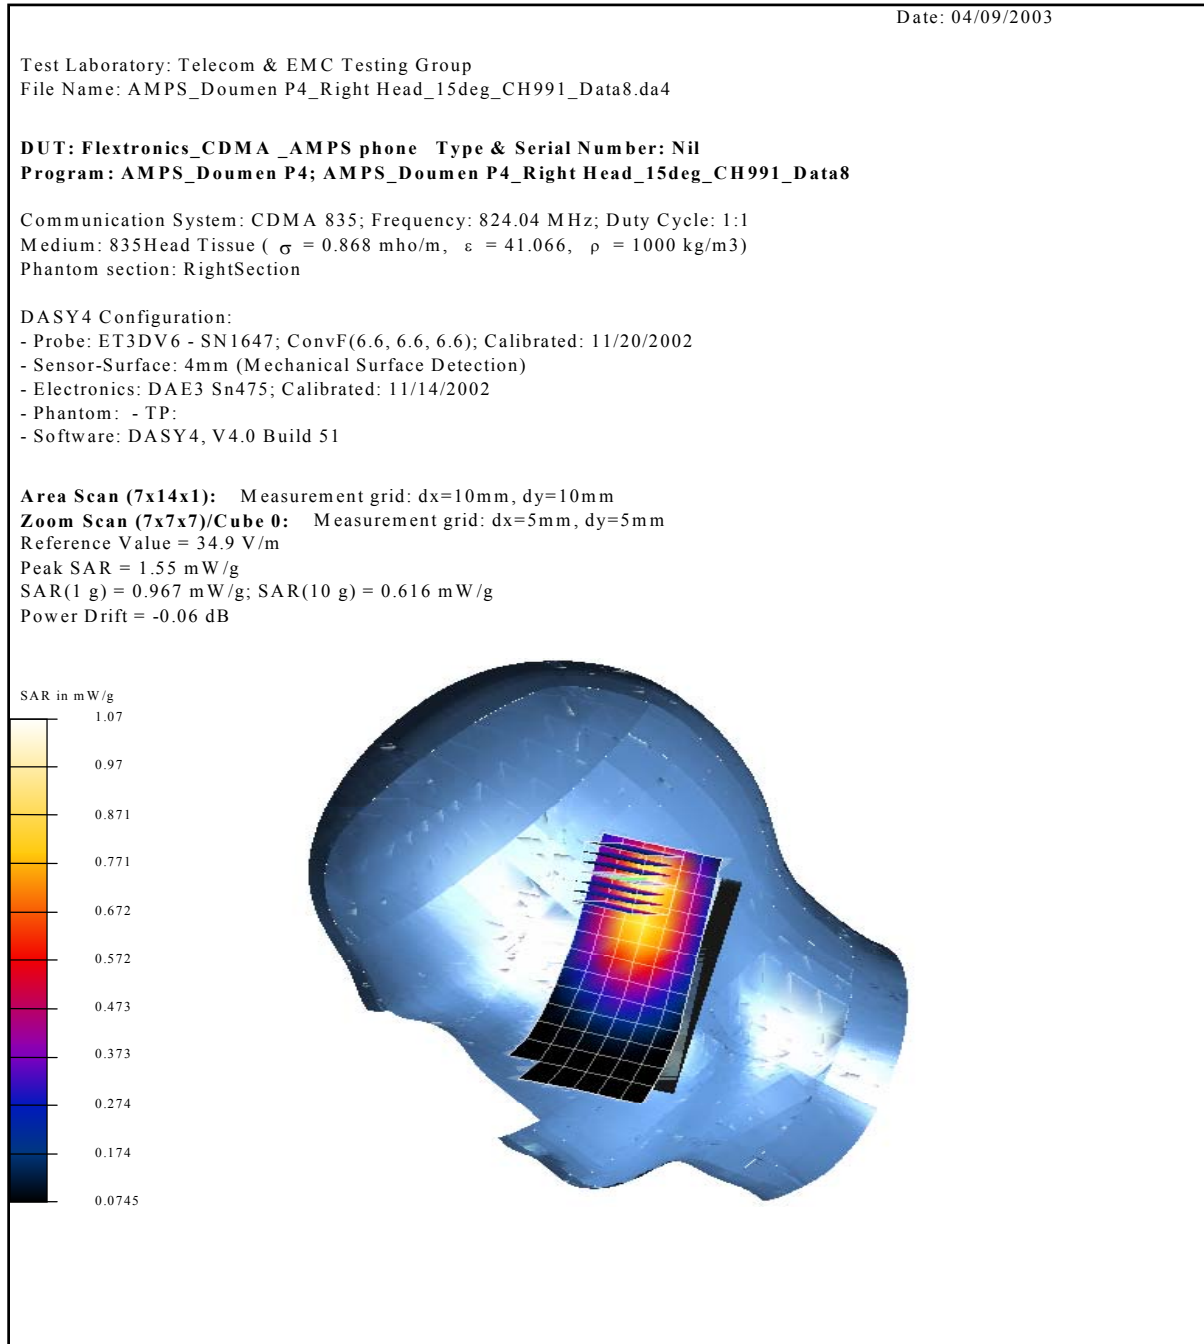 Date: 04/09/2003
Test Laboratory: Telecom & EMC Testing Group
File Name: AMPS_Doumen P4_Right Head_15deg_CH991_Data8.da4
DUT: Flextronics_CDMA _AMPS phone Type & Serial Number: Nil
Program: AMPS_Doumen P4; AMPS_Doumen P4_Right Head_15deg_CH991_Data8
Communication System: CDMA 835; Frequency: 824.04 MHz; Duty Cycle: 1:1
Medium: 835Head Tissue ( σ = 0.868 mho/m, ε = 41.066, ρ = 1000 kg/m3)
Phantom section: RightSection
DASY4 Configuration:
- Probe: ET3DV6 - SN1647; ConvF(6.6, 6.6, 6.6); Calibrated: 11/20/2002
- Sensor-Surface: 4mm (Mechanical Surface Detection)
- Electronics: DAE3 Sn475; Calibrated: 11/14/2002
- Phantom: - TP:
- Software: DASY4, V4.0 Build 51
Area Scan (7x14x1): Measurement grid: dx=10mm, dy=10mm
Zoom Scan (7x7x7)/Cube 0: Measurement grid: dx=5mm, dy=5mm
Reference Value = 34.9 V/m
Peak SAR = 1.55 mW/g
SAR(1 g) = 0.967 mW/g; SAR(10 g) = 0.616 mW/g
Power Drift = -0.06 dB
SAR in mW/g
1.07
0.97
0.871
0.771
0.672
0.572
0.473
0.373
0.274
0.174
0.0745